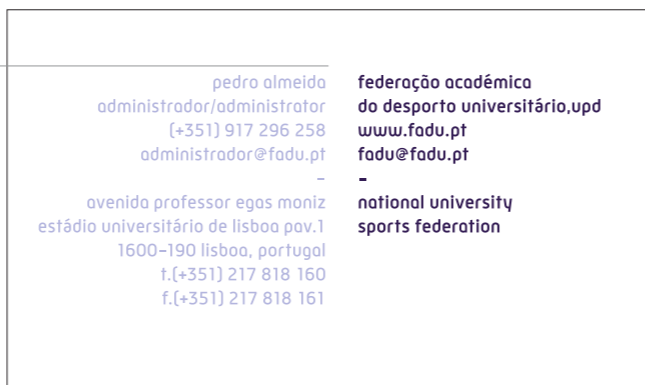 pedro almeida
administrador/administrator
(+351) 917 296 258
administrador@fadu.pt
–
avenida professor egas moniz
estádio universitário de lisboa pav.1
1600-190 lisboa, portugal
t.(+351) 217 818 160
f.(+351) 217 818 161
federação académica
do desporto universitário,upd
www.fadu.pt
fadu@fadu.pt
–
national university
sports federation